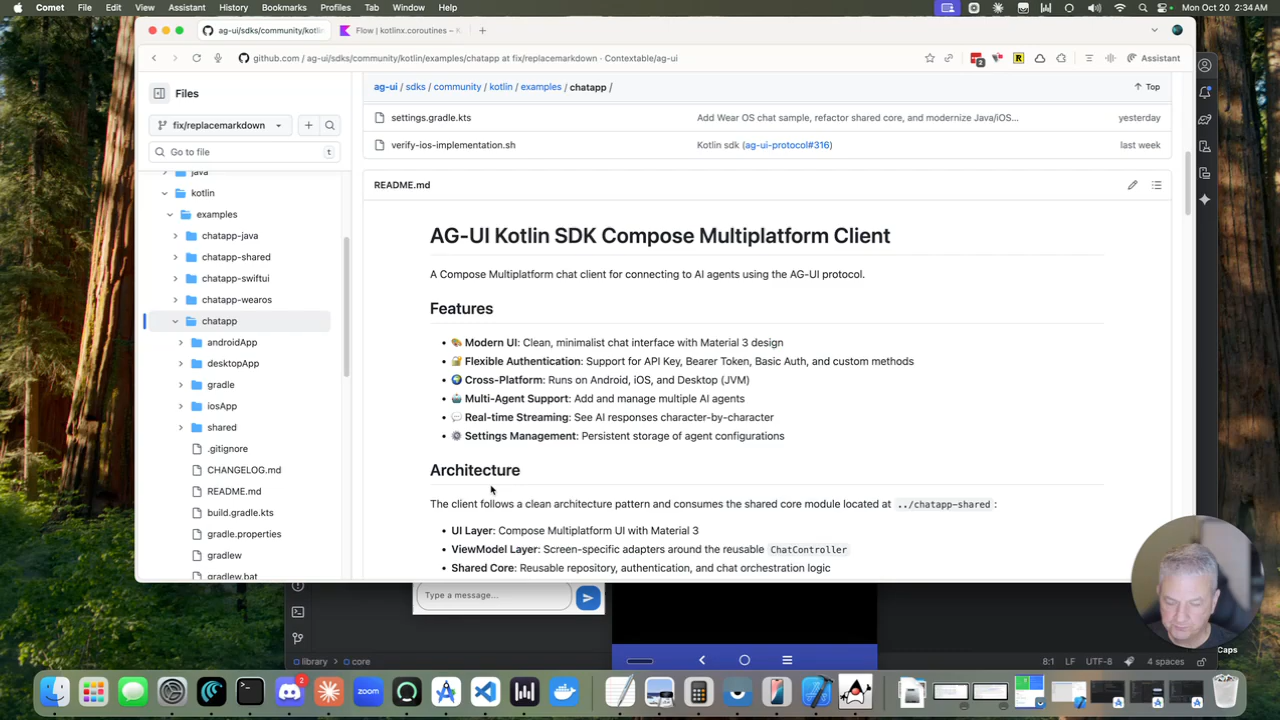 Comet File Edit View Assistant History Bookmarks Profiles Tab Window Help
Mon Oct 20 2:34 AM
ag-ui/sdks/community/kotlin
Flow | kotlinx.coroutines –
github.com / ag-ui/sdks/community/kotlin/examples/chatapp at fix/replacemarkdown · Contextable/ag-ui
2
R
Assistant
Files
ag-ui / sdks / community / kotlin / examples / chatapp /
Top
fix/replacemarkdown
settings.gradle.kts
Add Wear OS chat sample, refactor shared core, and modernize Java/iOS...
yesterday
Go to file
t
verify-ios-implementation.sh
Kotlin sdk (ag-ui-protocol#316)
last week
java
kotlin
README.md
examples
chatapp-java
AG-UI Kotlin SDK Compose Multiplatform Client
chatapp-shared
A Compose Multiplatform chat client for connecting to AI agents using the AG-UI protocol.
chatapp-swiftui
chatapp-wearos
Features
chatapp
androidApp
Modern UI: Clean, minimalist chat interface with Material 3 design
desktopApp
Flexible Authentication: Support for API Key, Bearer Token, Basic Auth, and custom methods
gradle
Cross-Platform: Runs on Android, iOS, and Desktop (JVM)
iosApp
Multi-Agent Support: Add and manage multiple AI agents
shared
Real-time Streaming: See AI responses character-by-character
.gitignore
Settings Management: Persistent storage of agent configurations
CHANGELOG.md
Architecture
README.md
The client follows a clean architecture pattern and consumes the shared core module located at ../chatapp-shared :
build.gradle.kts
UI Layer: Compose Multiplatform UI with Material 3
gradle.properties
ViewModel Layer: Screen-specific adapters around the reusable ChatController
gradlew
Shared Core: Reusable repository, authentication, and chat orchestration logic
gradlew.bat
Type a message...
Caps
library > core
8:1 LF UTF-8 4 spaces
2
zoom